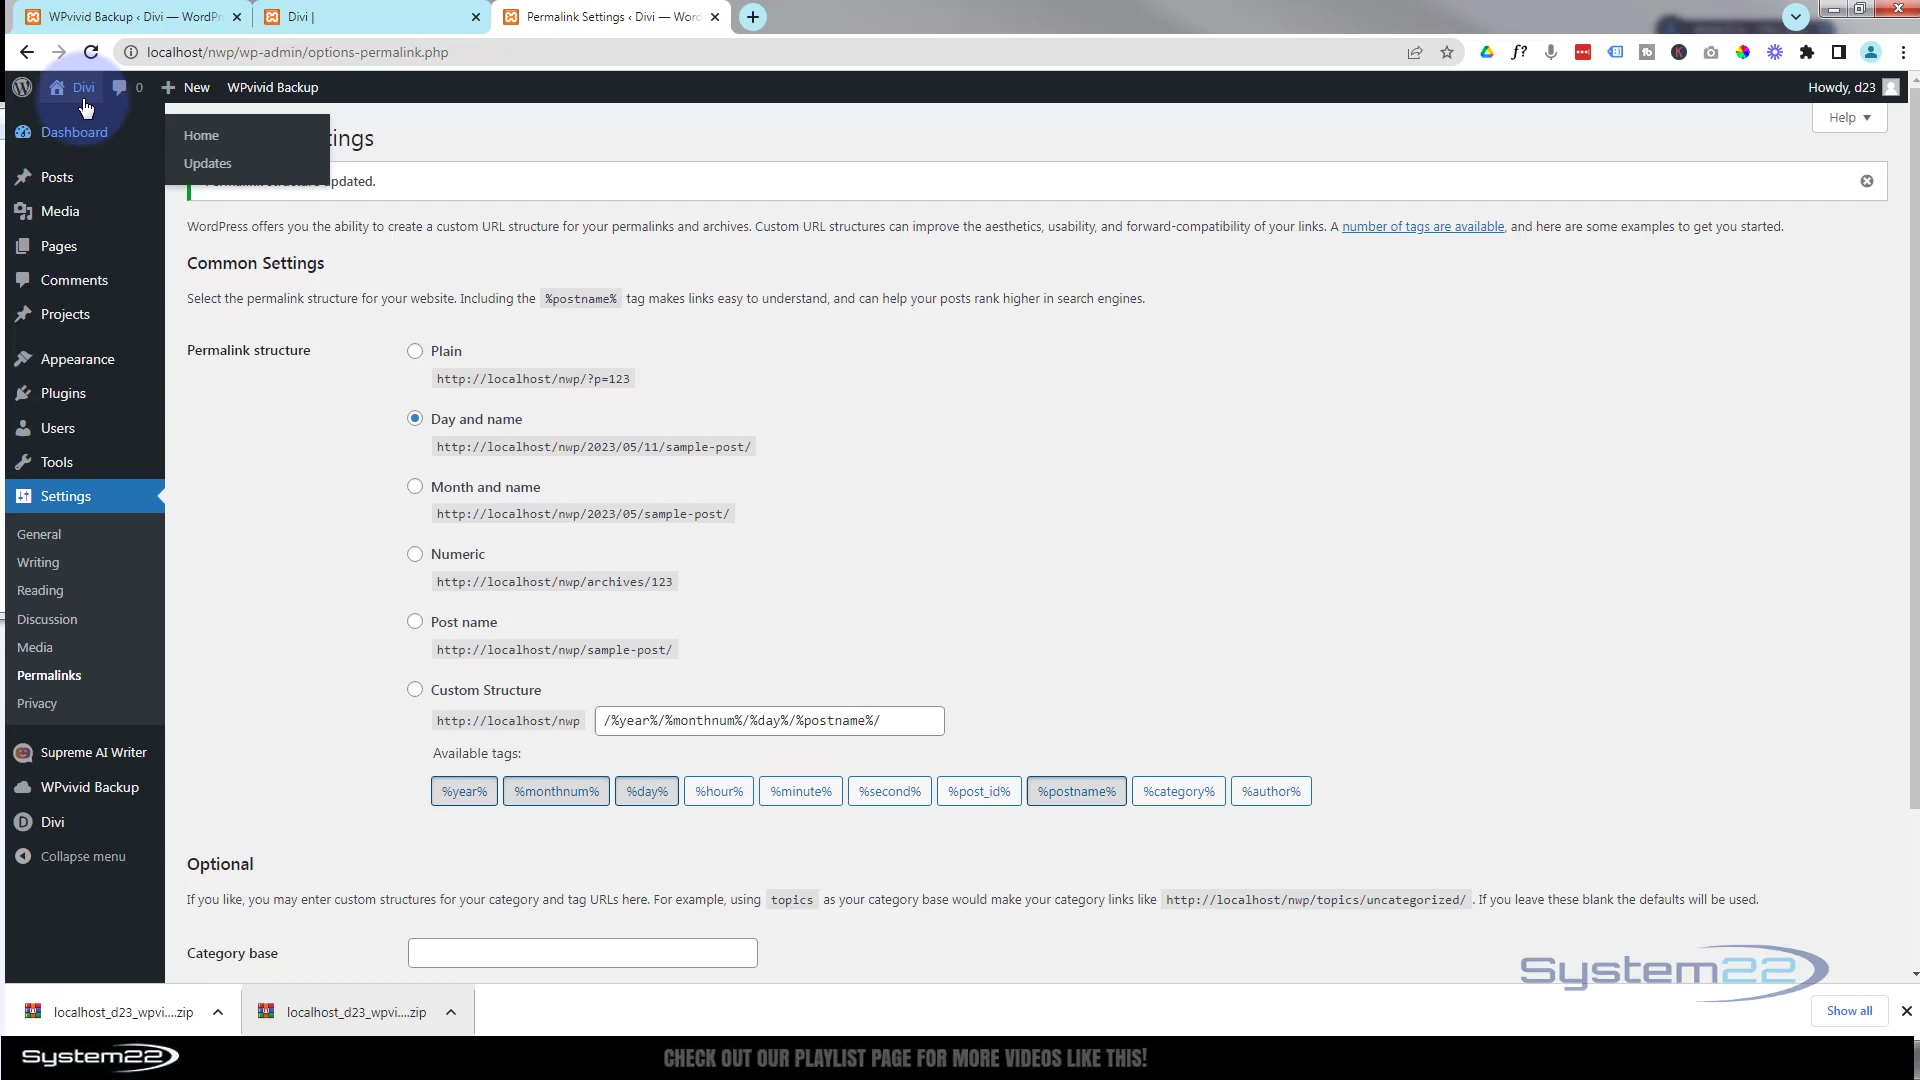 WPvivid Backup ‹ Divi — WordPr
Divi |
Permalink Settings ‹ Divi — Word
localhost/nwp/wp-admin/options-permalink.php
Divi
0
New
WPvivid Backup
Howdy, d23
Help
Dashboard
Home
Updates
tings
updated.
Posts
Media
Pages
Comments
Projects
Appearance
Plugins
Users
Tools
Settings
General
Writing
Reading
Discussion
Media
Permalinks
Privacy
Supreme AI Writer
WPvivid Backup
Divi
Collapse menu
WordPress offers you the ability to create a custom URL structure for your permalinks and archives. Custom URL structures can improve the aesthetics, usability, and forward-compatibility of your links. A number of tags are available, and here are some examples to get you started.
Common Settings
Select the permalink structure for your website. Including the %postname% tag makes links easy to understand, and can help your posts rank higher in search engines.
Permalink structure
Plain
http://localhost/nwp/?p=123
Day and name
http://localhost/nwp/2023/05/11/sample-post/
Month and name
http://localhost/nwp/2023/05/sample-post/
Numeric
http://localhost/nwp/archives/123
Post name
http://localhost/nwp/sample-post/
Custom Structure
http://localhost/nwp /%year%/%monthnum%/%day%/%postname%/
Available tags:
%year% %monthnum% %day% %hour% %minute% %second% %post_id% %postname% %category% %author%
Optional
If you like, you may enter custom structures for your category and tag URLs here. For example, using topics as your category base would make your category links like http://localhost/nwp/topics/uncategorized/ . If you leave these blank the defaults will be used.
Category base
System22
localhost_d23_wpvi....zip
localhost_d23_wpvi....zip
Show all
System22
CHECK OUT OUR PLAYLIST PAGE FOR MORE VIDEOS LIKE THIS!